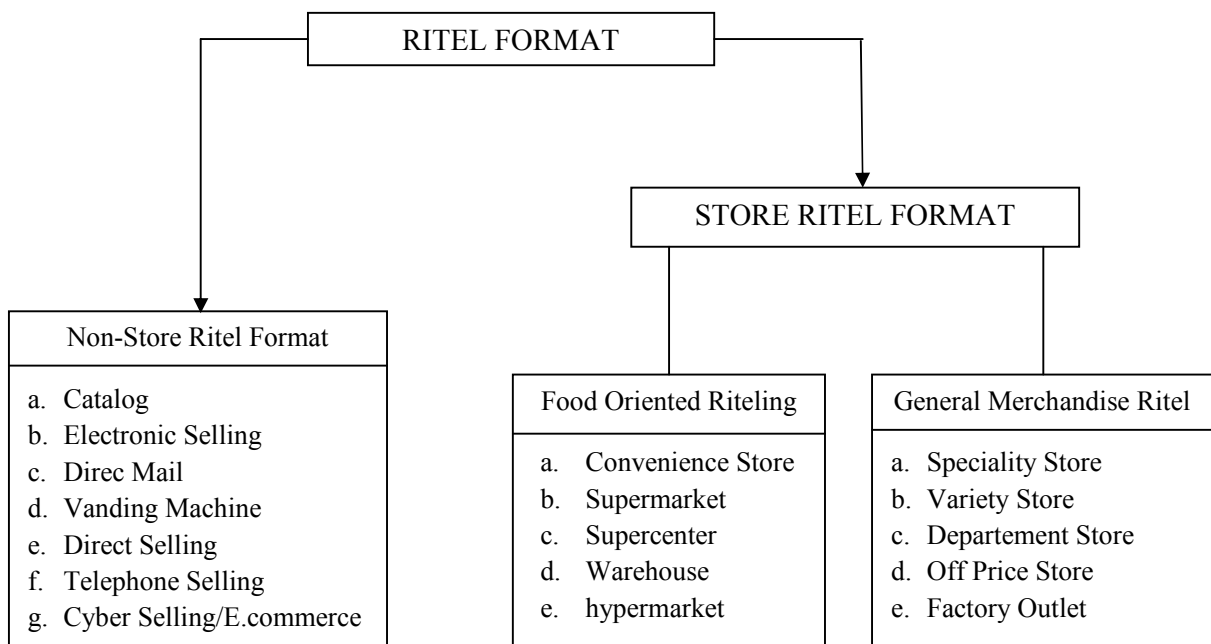 RITEL FORMAT
STORE RITEL FORMAT
Non-Store Ritel Format
a. Catalog
b. Electronic Selling
c. Direc Mail
d. Vanding Machine
e. Direct Selling
f. Telephone Selling
g. Cyber Selling/E.commerce
Food Oriented Riteling
a. Convenience Store
b. Supermarket
c. Supercenter
d. Warehouse
e. hypermarket
General Merchandise Ritel
a. Speciality Store
b. Variety Store
c. Departement Store
d. Off Price Store
e. Factory Outlet